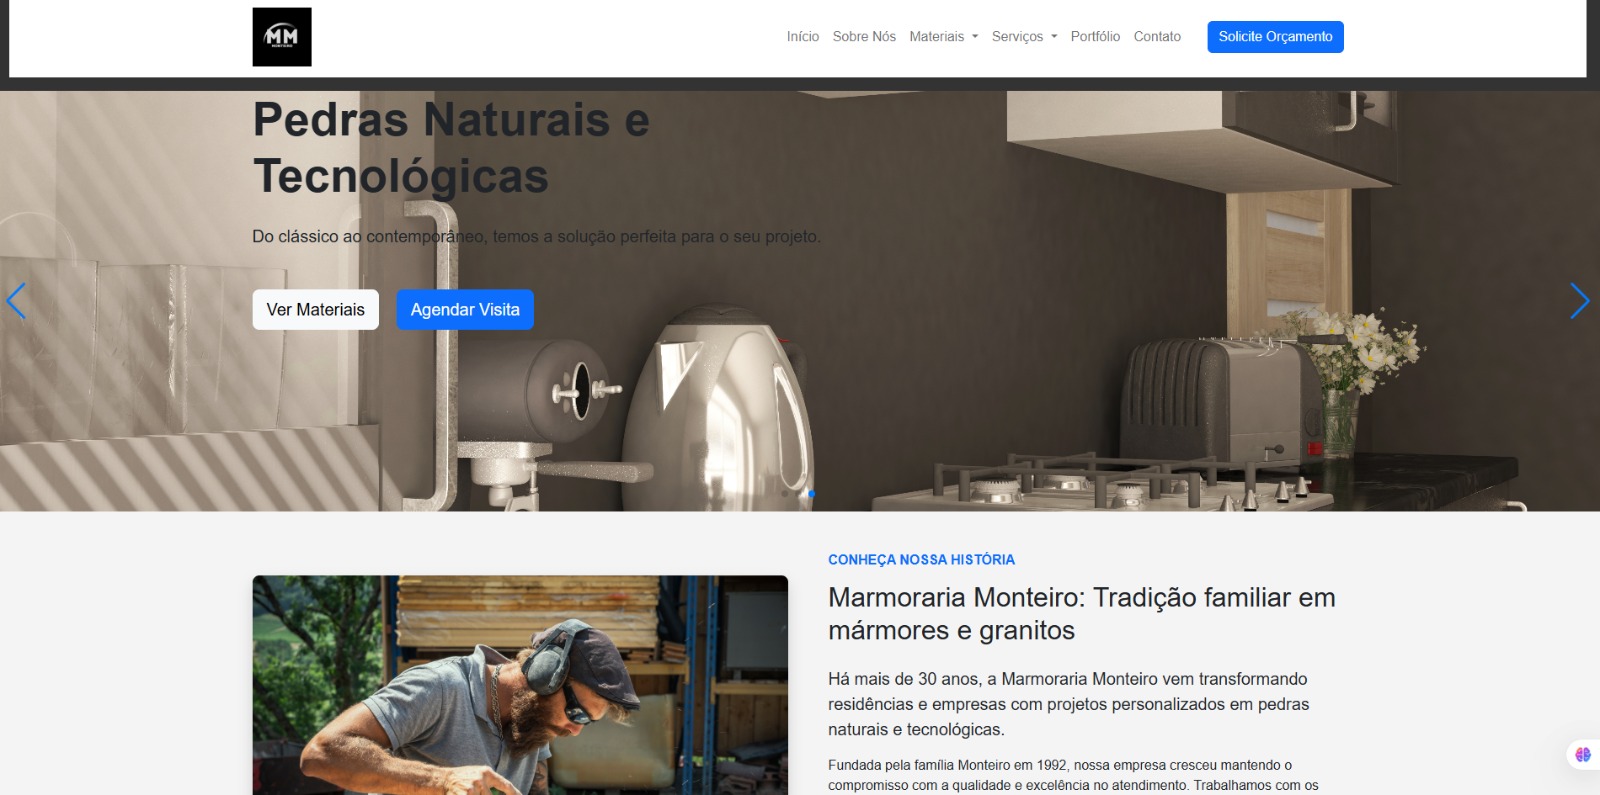 MM
MONTEIRO
Início Sobre Nós Materiais Serviços Portfólio Contato Solicite Orçamento
Pedras Naturais e
Tecnológicas
Do clássico ao contemporâneo, temos a solução perfeita para o seu projeto.
Ver Materiais Agendar Visita
CONHEÇA NOSSA HISTÓRIA
Marmoraria Monteiro: Tradição familiar em
mármores e granitos
Há mais de 30 anos, a Marmoraria Monteiro vem transformando
residências e empresas com projetos personalizados em pedras
naturais e tecnológicas.
Fundada pela família Monteiro em 1992, nossa empresa cresceu mantendo o
compromisso com a qualidade e excelência no atendimento. Trabalhamos com os